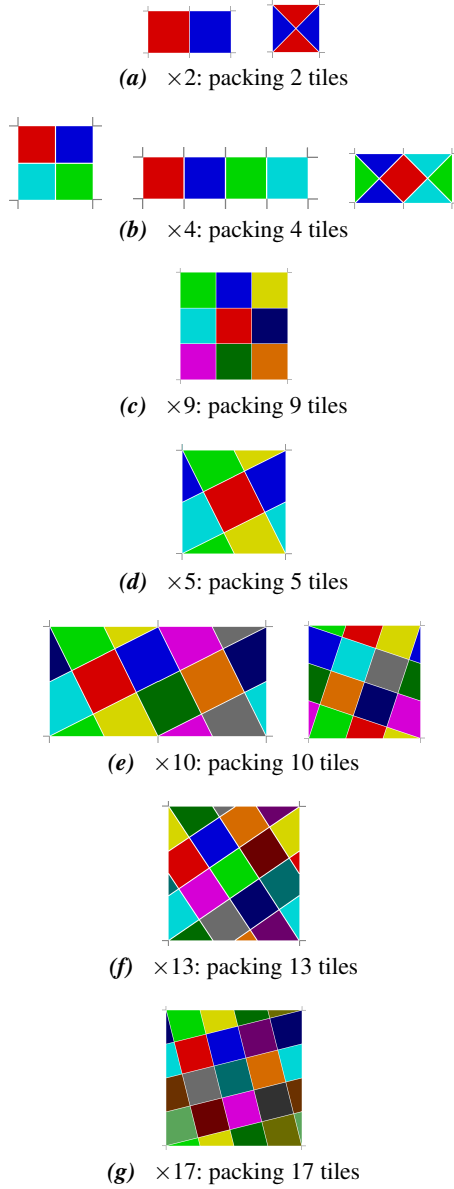 (a) ×2: packing 2 tiles
(b) ×4: packing 4 tiles
(c) ×9: packing 9 tiles
(d) ×5: packing 5 tiles
(e) ×10: packing 10 tiles
(f) ×13: packing 13 tiles
(g) ×17: packing 17 tiles